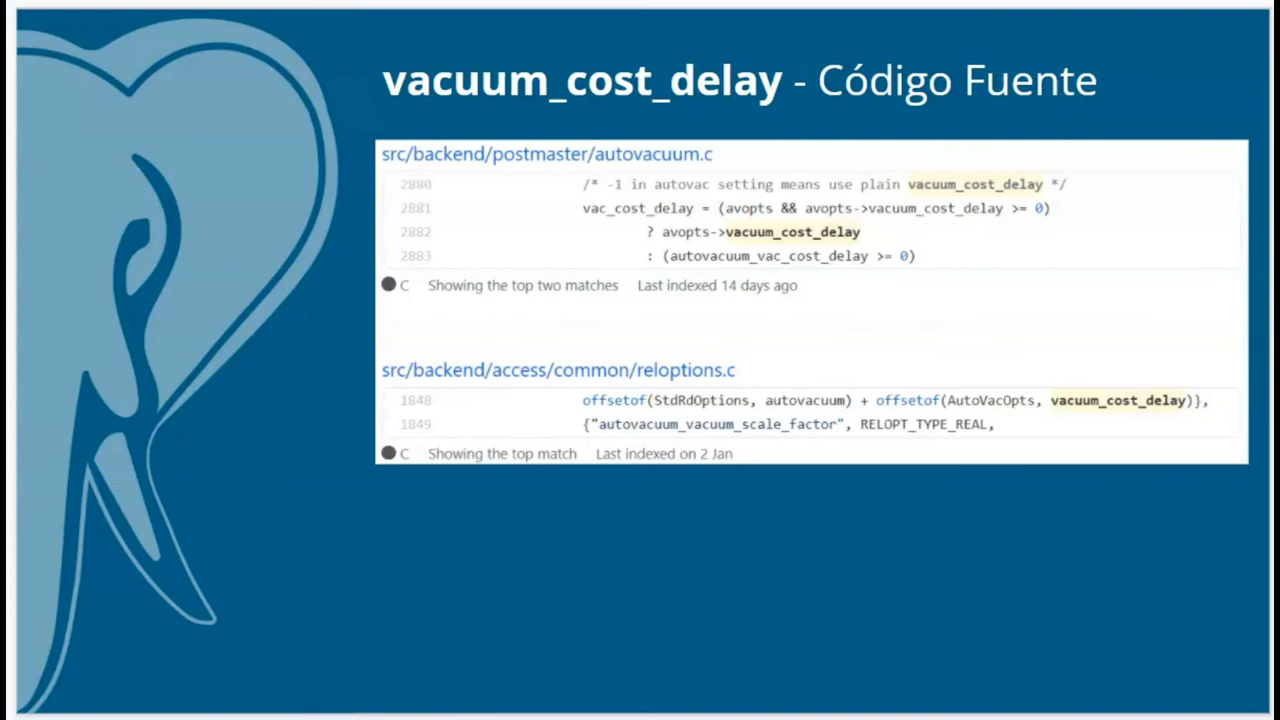 vacuum_cost_delay - Código Fuente
src/backend/postmaster/autovacuum.c
2880 /* -1 in autovac setting means use plain vacuum_cost_delay */
2881 vac_cost_delay = (avopts && avopts->vacuum_cost_delay >= 0)
2882 ? avopts->vacuum_cost_delay
2883 : (autovacuum_vac_cost_delay >= 0)
C Showing the top two matches Last indexed 14 days ago
src/backend/access/common/reloptions.c
1848 offsetof(StdRdOptions, autovacuum) + offsetof(AutoVacOpts, vacuum_cost_delay)},
1849 {"autovacuum_vacuum_scale_factor", RELOPT_TYPE_REAL,
C Showing the top match Last indexed on 2 Jan